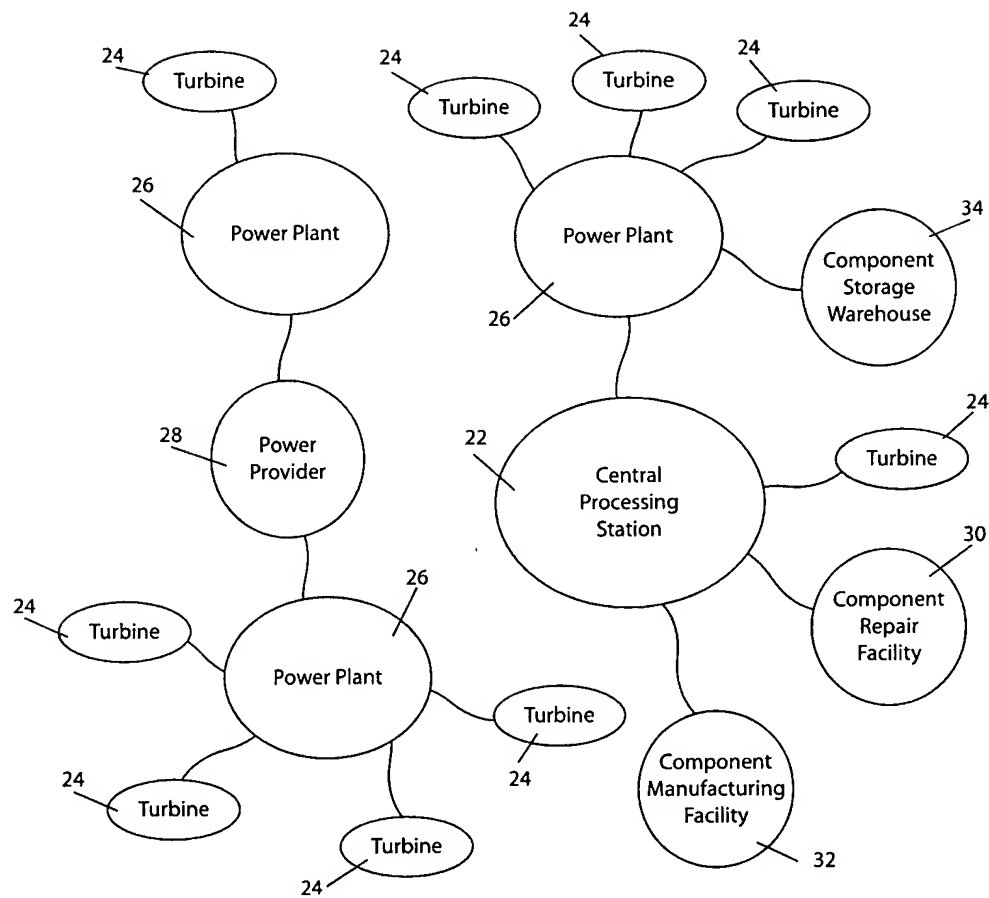 24
Turbine
26
Power Plant
28
Power
Provider
26
Power Plant
24
Turbine
24
Turbine
24
Turbine
Turbine
24
24
Turbine
24
Turbine
24
Turbine
26
Power Plant
34
Component
Storage
Warehouse
22
Central
Processing
Station
24
Turbine
30
Component
Repair
Facility
Component
Manufacturing
Facility
32